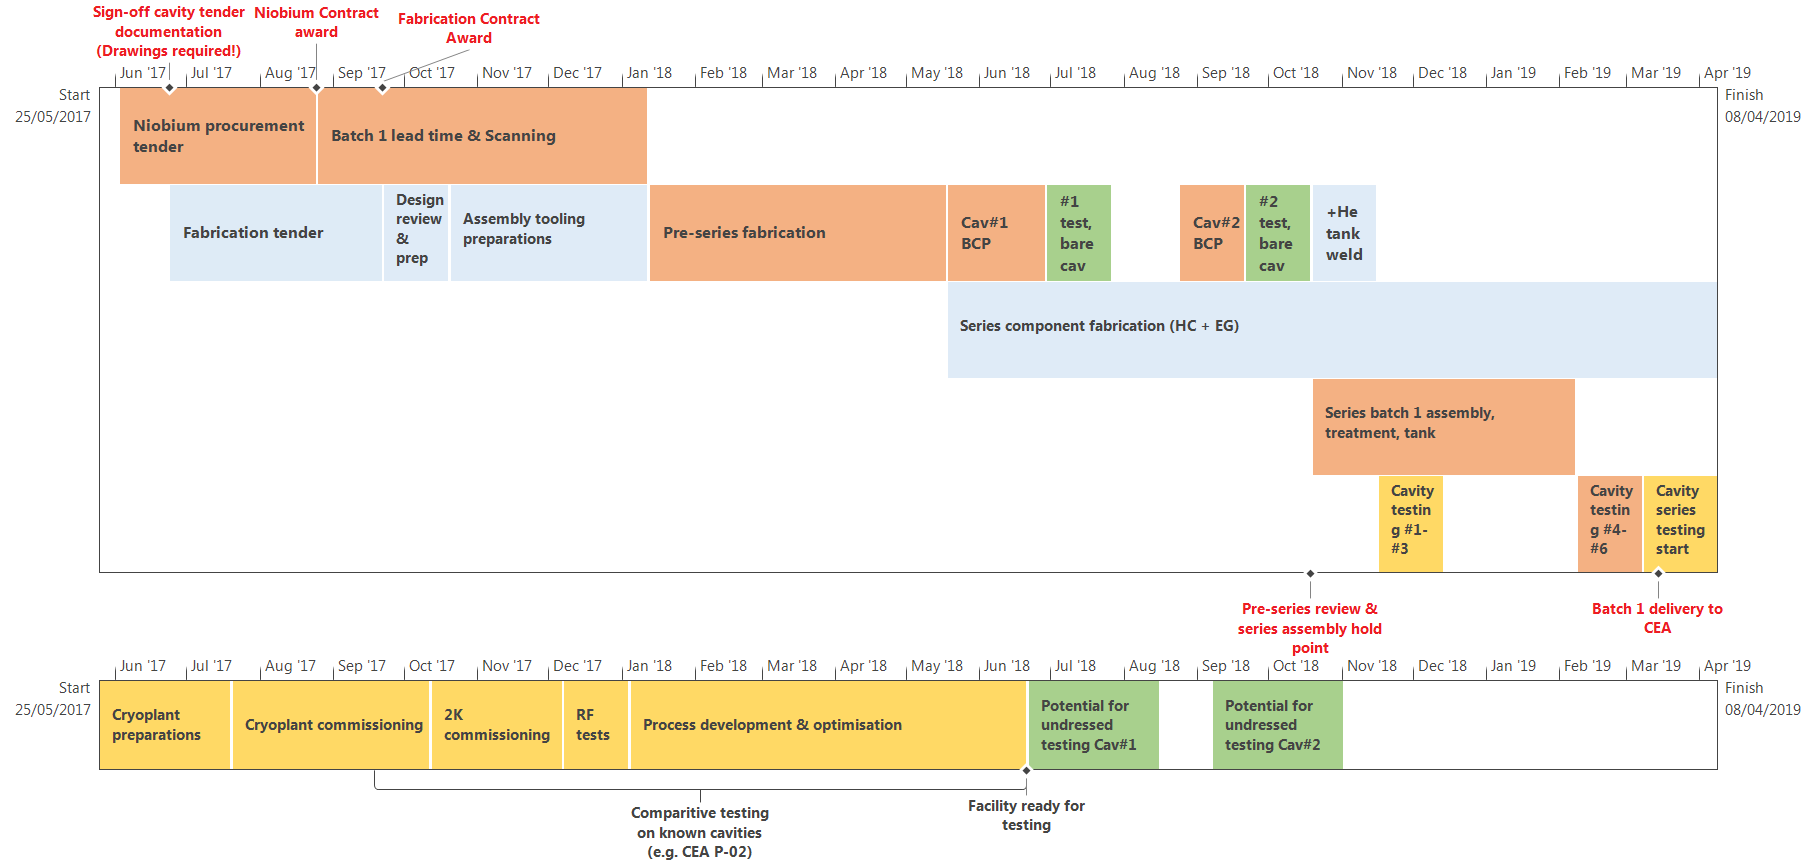 Sign-off cavity tender
documentation
(Drawings required!)
Niobium Contract
award
Fabrication Contract
Award
Jun '17
Jul '17
Aug '17
Sep '17
Oct '17
Nov '17
Dec '17
Jan '18
Feb '18
Mar '18
Apr '18
May '18
Jun '18
Jul '18
Aug '18
Sep '18
Oct '18
Nov '18
Dec '18
Jan '19
Feb '19
Mar '19
Apr '19
Start
25/05/2017
Finish
08/04/2019
Niobium procurement
tender
Batch 1 lead time & Scanning
Fabrication tender
Design
review
&
prep
Assembly tooling
preparations
Pre-series fabrication
Cav#1
BCP
#1
test,
bare
cav
Cav#2
BCP
#2
test,
bare
cav
+He
tank
weld
Series component fabrication (HC + EG)
Series batch 1 assembly,
treatment, tank
Cavity
testin
g #1-
#3
Cavity
testin
g #4-
#6
Cavity
series
testing
start
Pre-series review &
series assembly hold
point
Batch 1 delivery to
CEA
Jun '17
Jul '17
Aug '17
Sep '17
Oct '17
Nov '17
Dec '17
Jan '18
Feb '18
Mar '18
Apr '18
May '18
Jun '18
Jul '18
Aug '18
Sep '18
Oct '18
Nov '18
Dec '18
Jan '19
Feb '19
Mar '19
Apr '19
Start
25/05/2017
Finish
08/04/2019
Cryoplant
preparations
Cryoplant commissioning
2K
commissioning
RF
tests
Process development & optimisation
Potential for
undressed
testing Cav#1
Potential for
undressed
testing Cav#2
Comparitive testing
on known cavities
(e.g. CEA P-02)
Facility ready for
testing